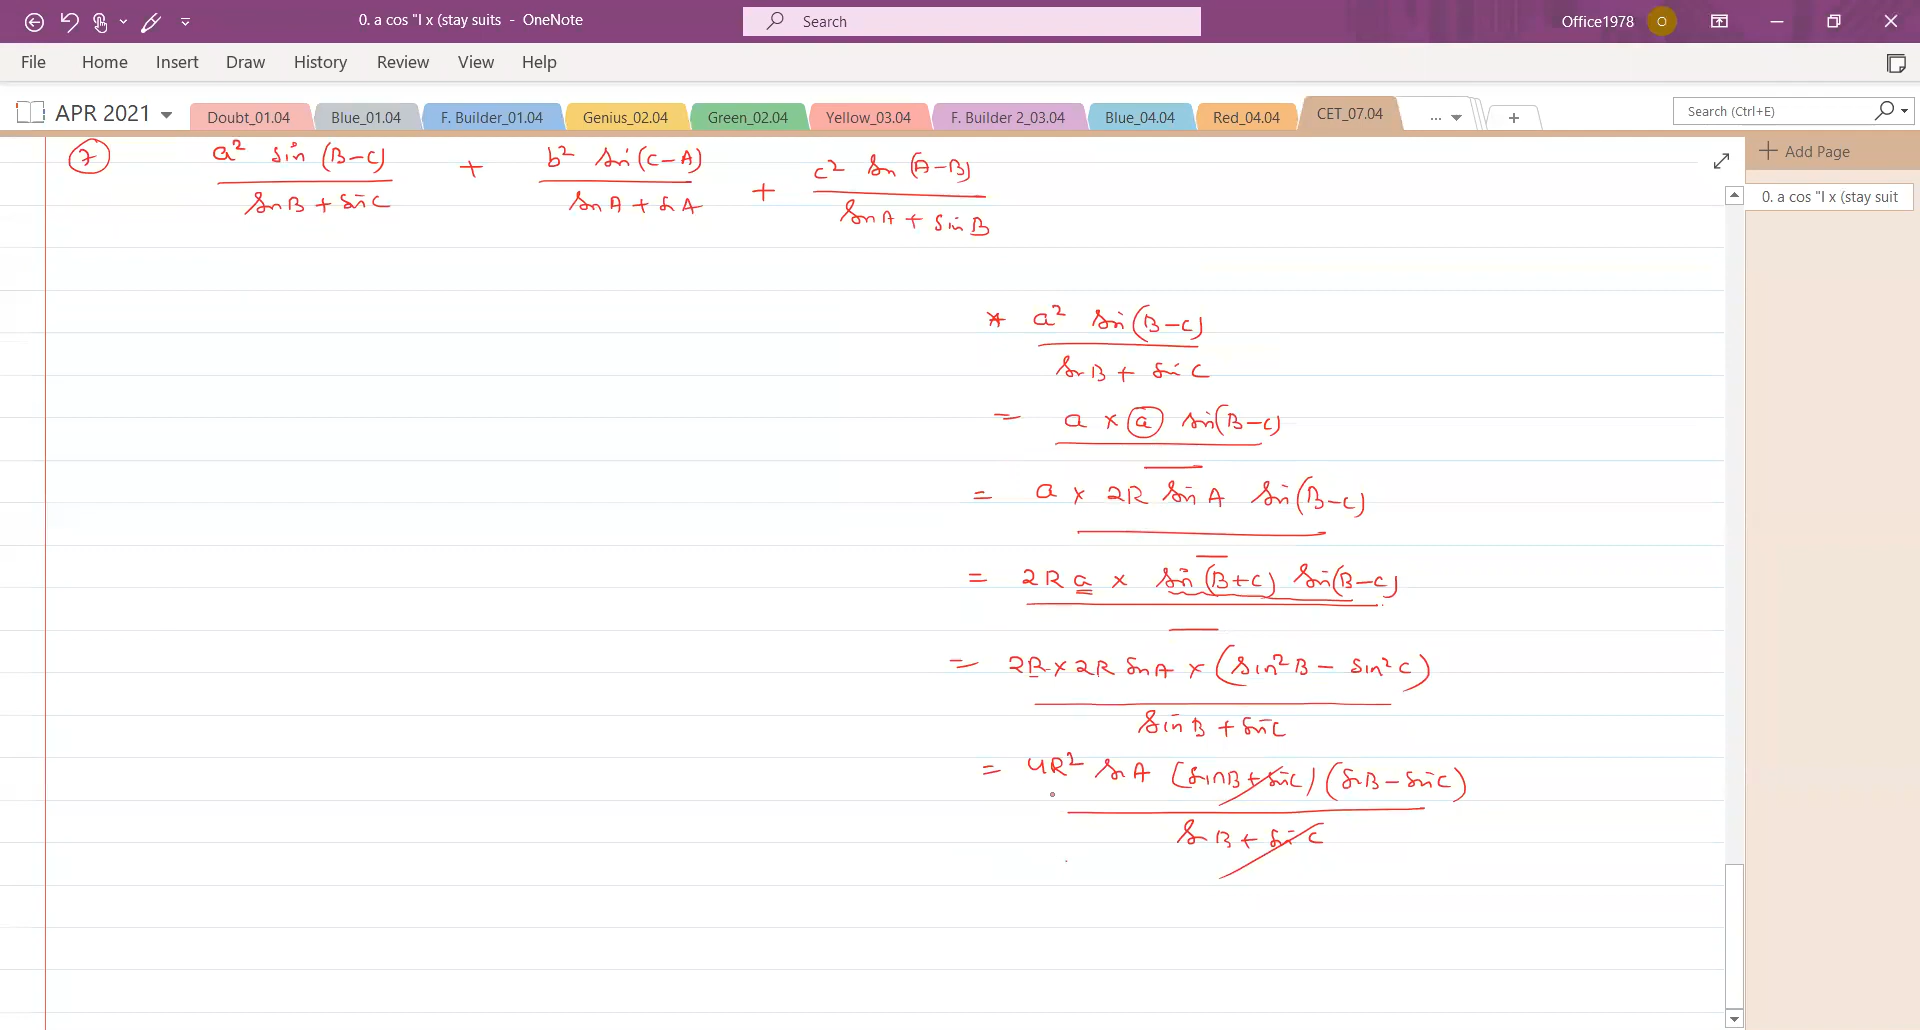 0. a cos "I x (stay suits - OneNote
Search
Office1978
O
File Home Insert Draw History Review View Help
APR 2021
Doubt_01.04 Blue_01.04 F. Builder_01.04 Genius_02.04 Green_02.04 Yellow_03.04 F. Builder 2_03.04 Blue_04.04 Red_04.04 CET_07.04 ... +
Search (Ctrl+E)
+ Add Page
0. a cos "I x (stay suit
7 a² sin (B-C) + b² sin (C-A) + c² sin (A-B)
sin B + sin C sin A + sin A sin A + sin B
* a² sin (B-C)
sin B + sin C
= a × a sin(B-C)
= a × 2R sin A sin (B-C)
= 2R a × sin (B+C) sin(B-C)
= 2R × 2R sin A × (sin² B - sin² C)
sin B + sin C
= 4R² sin A (sin B + sin C) (sin B - sin C)
sin B + sin C